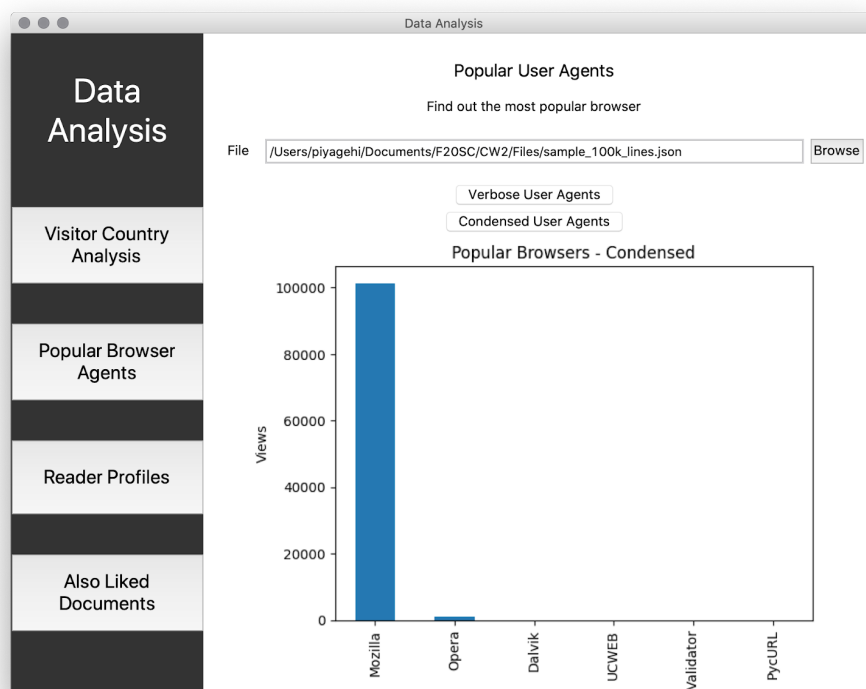 Data Analysis
Data
Analysis
Visitor Country
Analysis
Popular Browser
Agents
Reader Profiles
Also Liked
Documents
Popular User Agents
Find out the most popular browser
File
/Users/piyagehi/Documents/F20SC/CW2/Files/sample_100k_lines.json
Browse
Verbose User Agents
Condensed User Agents
Popular Browsers - Condensed
Views
100000
80000
60000
40000
20000
0
Mozilla
Opera
Dalvik
UCWEB
Validator
PycURL